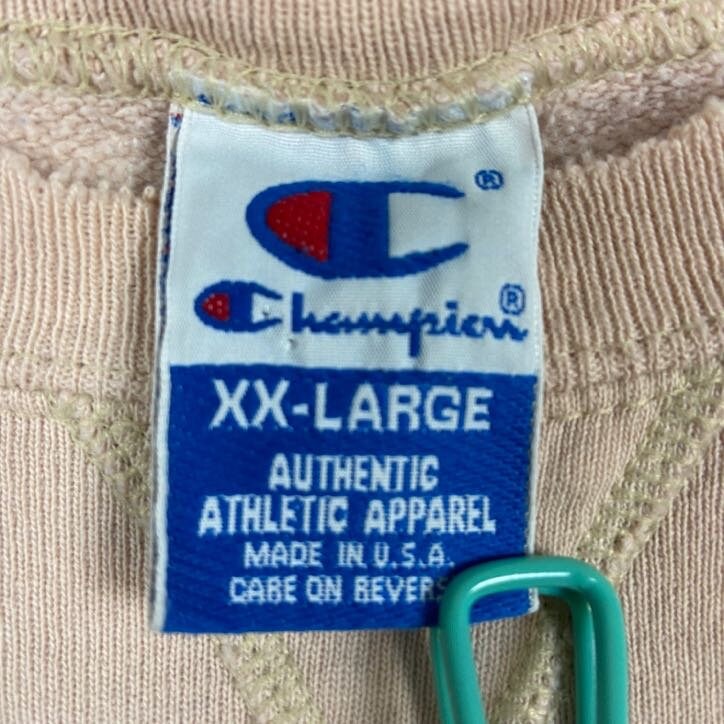 ®
Champion®
XX-LARGE
AUTHENTIC
ATHLETIC APPAREL
MADE IN U.S.A.
CARE ON REVERS